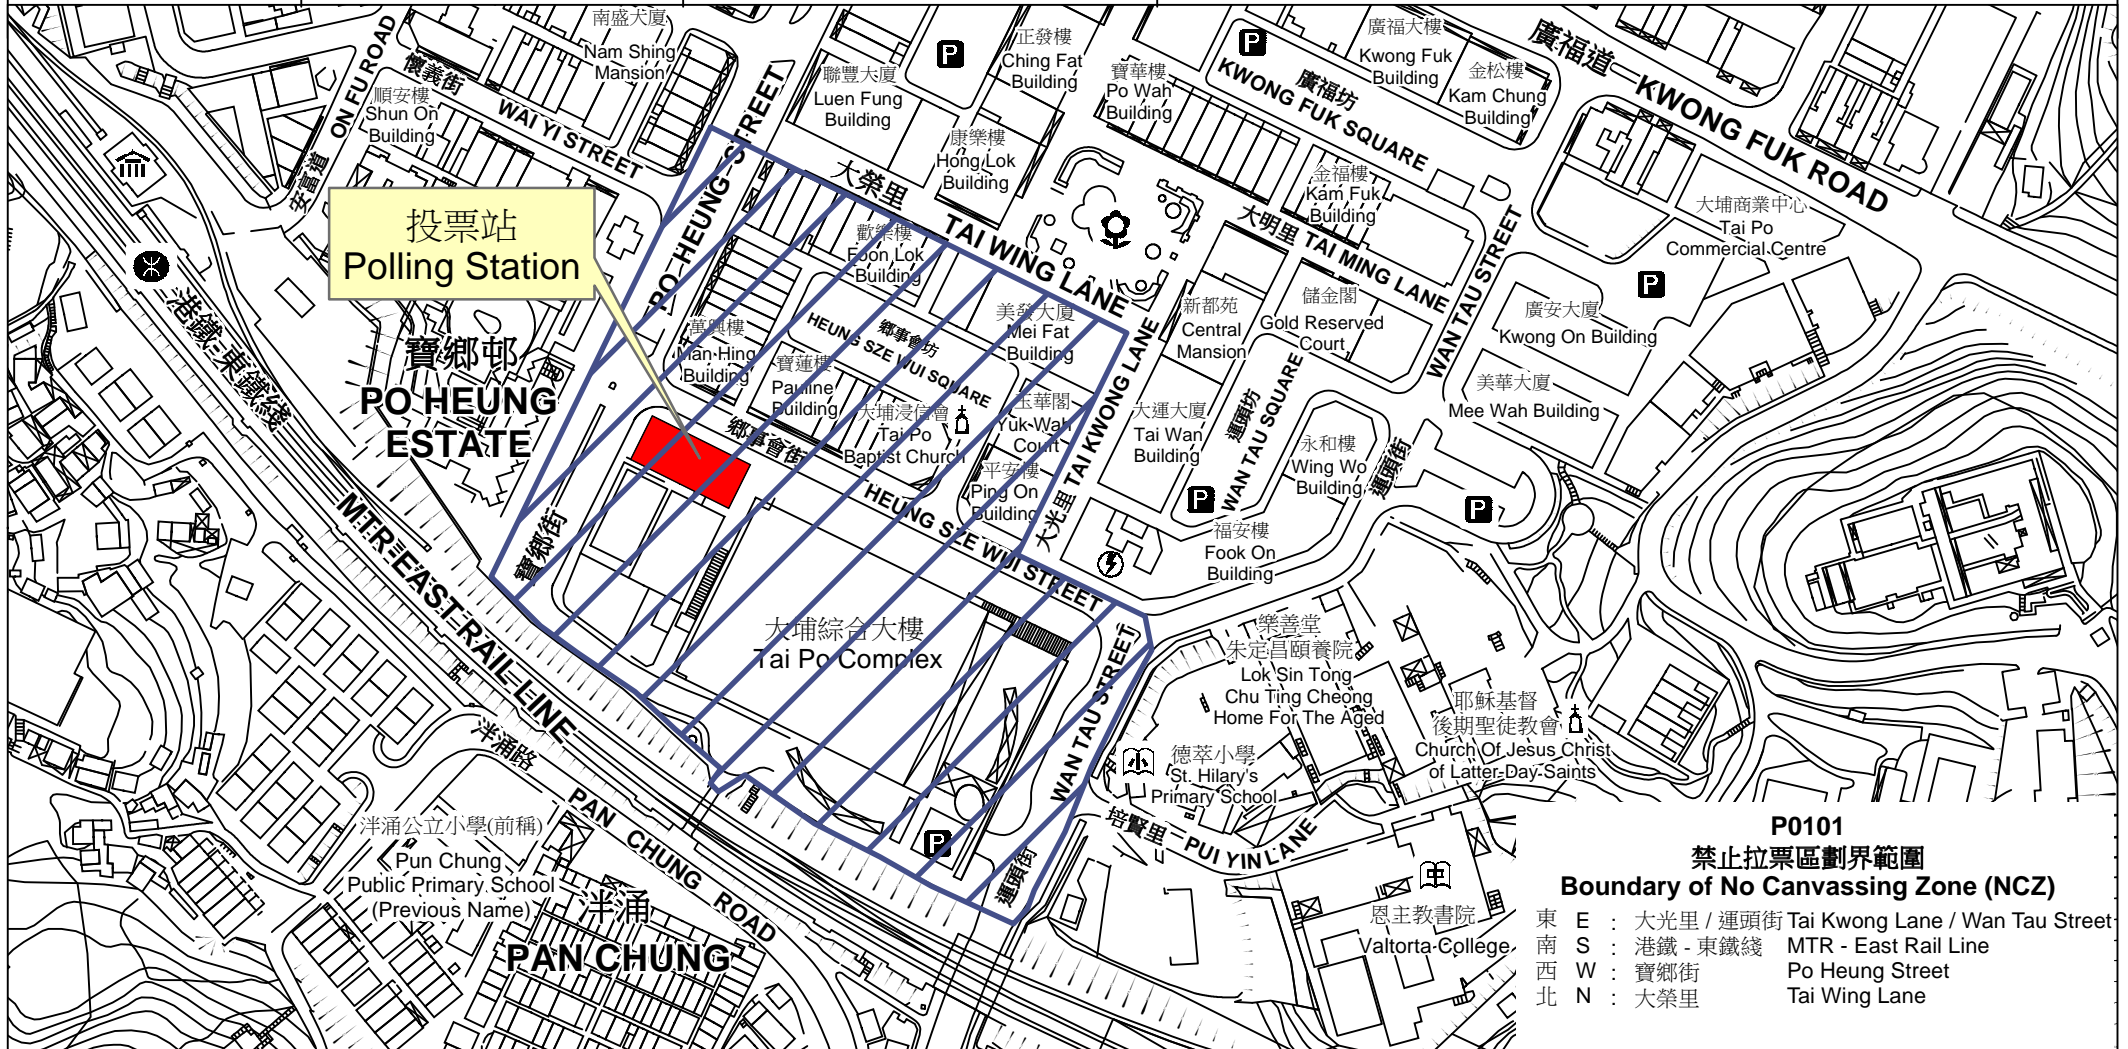 南盛大廈
Nam Shing
Mansion
安富道 ON FU ROAD
懷義街 WAI YI STREET
順安樓
Shun On
Building
PO HEUNG STREET
聯豐大廈
Luen Fung
Building
正發樓
Ching Fat
Building
康樂樓
Hong Lok
Building
寶華樓
Po Wah
Building
P
P
廣福坊
KWONG FUK SQUARE
廣福大樓
Kwong Fuk
Building
金松樓
Kam Chung
Building
廣福道 KWONG FUK ROAD
金福樓
Kam Fuk
Building
大明里 TAI MING LANE
大埔商業中心
Tai Po
Commercial Centre
P
投票站
Polling Station
大榮里 TAI WING LANE
歡樂樓
Foon Lok
Building
美發大廈
Mei Fat
Building
新都苑
Central
Mansion
儲金閣
Gold Reserved
Court
WAN TAU STREET
廣安大廈
Kwong On Building
美華大廈
Mee Wah Building
港鐵-東鐵綫
MTR-EAST RAIL LINE
寶鄉邨
PO HEUNG
ESTATE
PO HEUNG STREET
萬興樓
Man Hing
Building
寶蓮樓
Pauline
Building
鄉事會坊
HEUNG SZE WUI SQUARE
大埔浸信會
Tai Po
Baptist Church
玉華閣
Yuk Wah
Court
平安樓
Ping On
Building
大光里 TAI KWONG LANE
大運大廈
Tai Wan
Building
運頭坊
WAN TAU SQUARE
永和樓
Wing Wo
Building
運頭街
P
P
福安樓
Fook On
Building
鄉事會街
HEUNG SZE WUI STREET
寶鄉街
大埔綜合大樓
Tai Po Complex
WAN TAU STREET
運頭街
P
樂善堂
朱定昌頤養院
Lok Sin Tong
Chu Ting Cheong
Home For The Aged
小
德萃小學
St. Hilary's
Primary School
耶穌基督
後期聖徒教會
Church Of Jesus Christ
of Latter Day Saints
培賢里 PUI YIN LANE
中
恩主教書院
Valtorta College
泮涌路
PAN CHUNG ROAD
泮涌公立小學(前稱)
Pun Chung
Public Primary School
(Previous Name)
泮涌
PAN CHUNG
P0101
禁止拉票區劃界範圍
Boundary of No Canvassing Zone (NCZ)
東 E : 大光里 / 運頭街 Tai Kwong Lane / Wan Tau Street
南 S : 港鐵 - 東鐵綫 MTR - East Rail Line
西 W : 寶鄉街 Po Heung Street
北 N : 大榮里 Tai Wing Lane